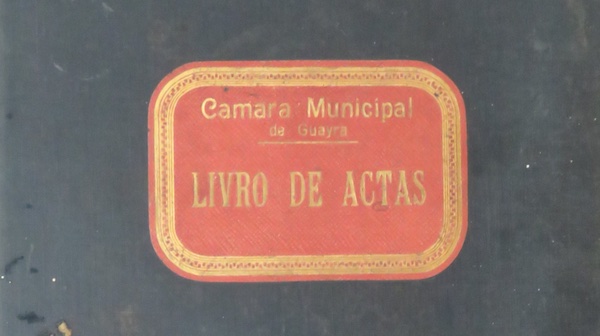 Camara Municipal
de Guayra
LIVRO DE ACTAS